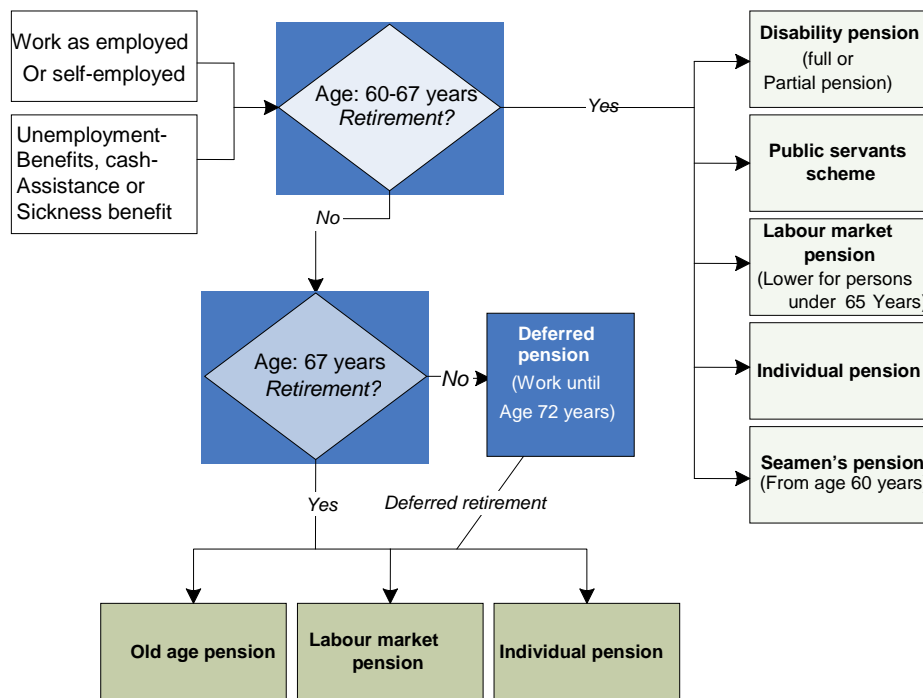 Work as employed
Or self-employed
Unemployment-
Benefits, cash-
Assistance or
Sickness benefit
Age: 60-67 years
Retirement?
Yes
No
Disability pension
(full or
Partial pension)
Public servants
scheme
Labour market
pension
(Lower for persons
under 65 Years)
Individual pension
Seamen's pension
(From age 60 years
Age: 67 years
Retirement?
No
Deferred
pension
(Work until
Age 72 years)
Yes
Deferred retirement
Old age pension
Labour market
pension
Individual pension